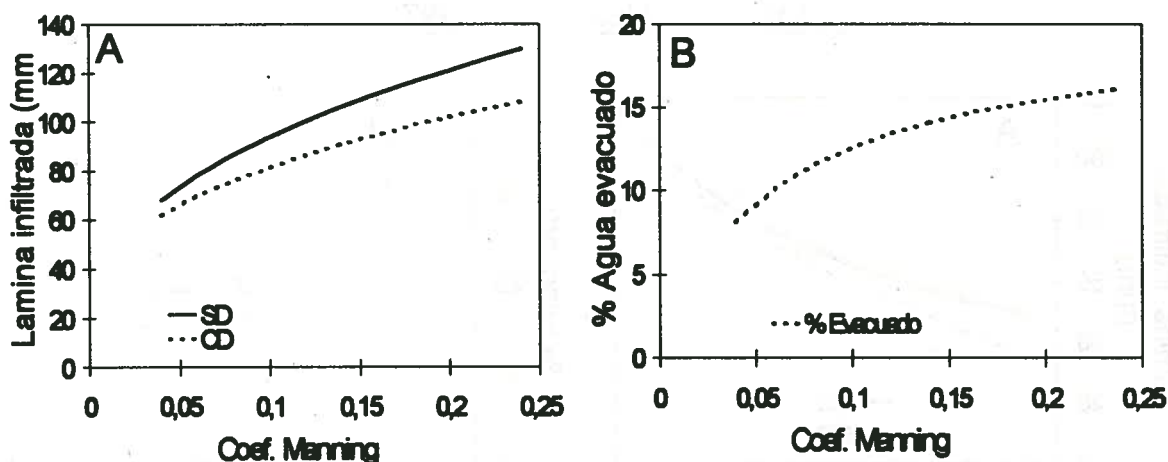 A
Lamina infiltrada (mm
140
120
100
80
60
40
20
0
SD
CD
0
0,05
0,1
0,15
0,2
0,25
Coef. Manning
B
% Agua evacuado
20
15
10
5
0
% Evacuado
0
0,05
0,1
0,15
0,2
0,25
Coef. Manning